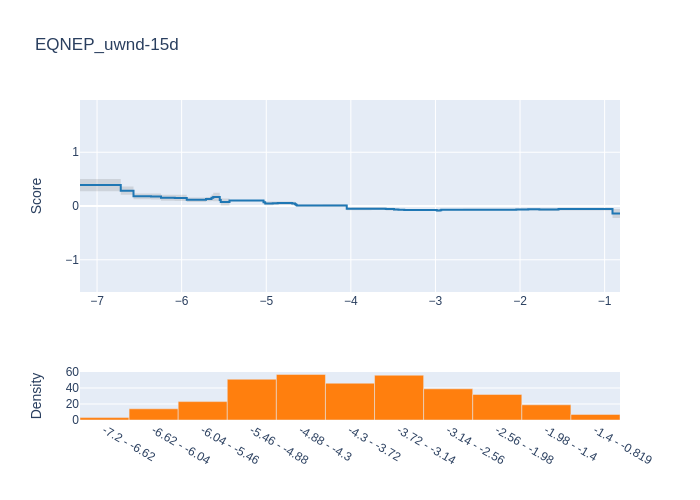 EQNEP_uwnd-15d
Score
1
0
−1
−7
−6
−5
−4
−3
−2
−1
Density
60
40
20
0
-7.2 - -6.62
-6.62 - -6.04
-6.04 - -5.46
-5.46 - -4.88
-4.88 - -4.3
-4.3 - -3.72
-3.72 - -3.14
-3.14 - -2.56
-2.56 - -1.98
-1.98 - -1.4
-1.4 - -0.819